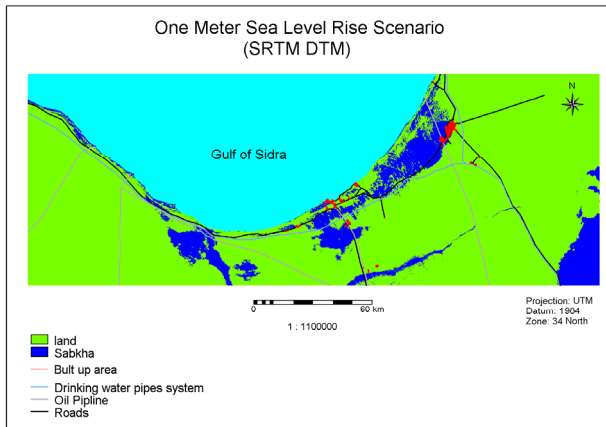 One Meter Sea Level Rise Scenario
(SRTM DTM)
N
Gulf of Sidra
0
60 km
1 : 1100000
Projection: UTM
Datum: 1904
Zone: 34 North
land
Sabkha
Bult up area
Drinking water pipes system
Oil Pipline
Roads